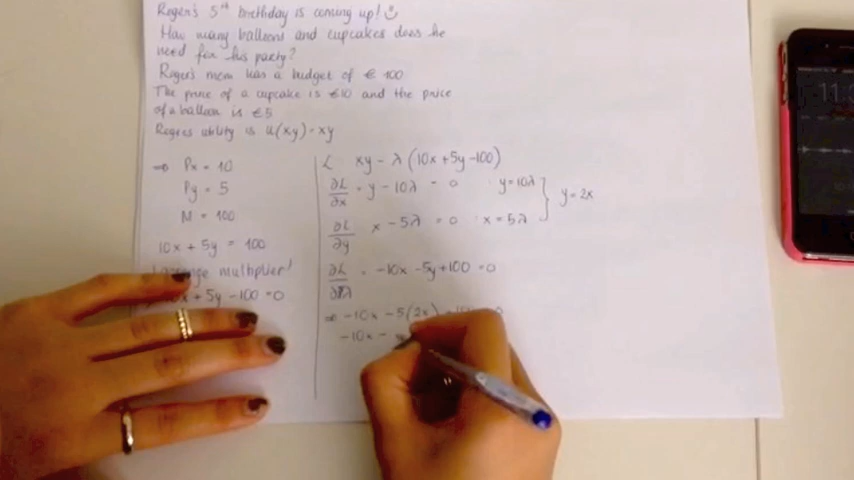 Roger's 5th birthday is coming up! ☺
How many balloons and cupcakes does he
need for his party?
Roger's mom has a budget of € 100
The price of a cupcake is €10 and the price
of a balloon is €5
Rogers utility is u(xy) = xy
⇒ Px = 10
Py = 5
M = 100
10x + 5y = 100
multiplier!
+ 5y - 100 = 0
L xy - λ (10x + 5y - 100)
∂L/∂x = y - 10λ = 0 y = 10λ } y = 2x
∂L/∂y x - 5λ = 0 x = 5λ
∂L/∂λ = -10x - 5y + 100 = 0
⇒ -10x - 5(2x)
-10x -
11:0